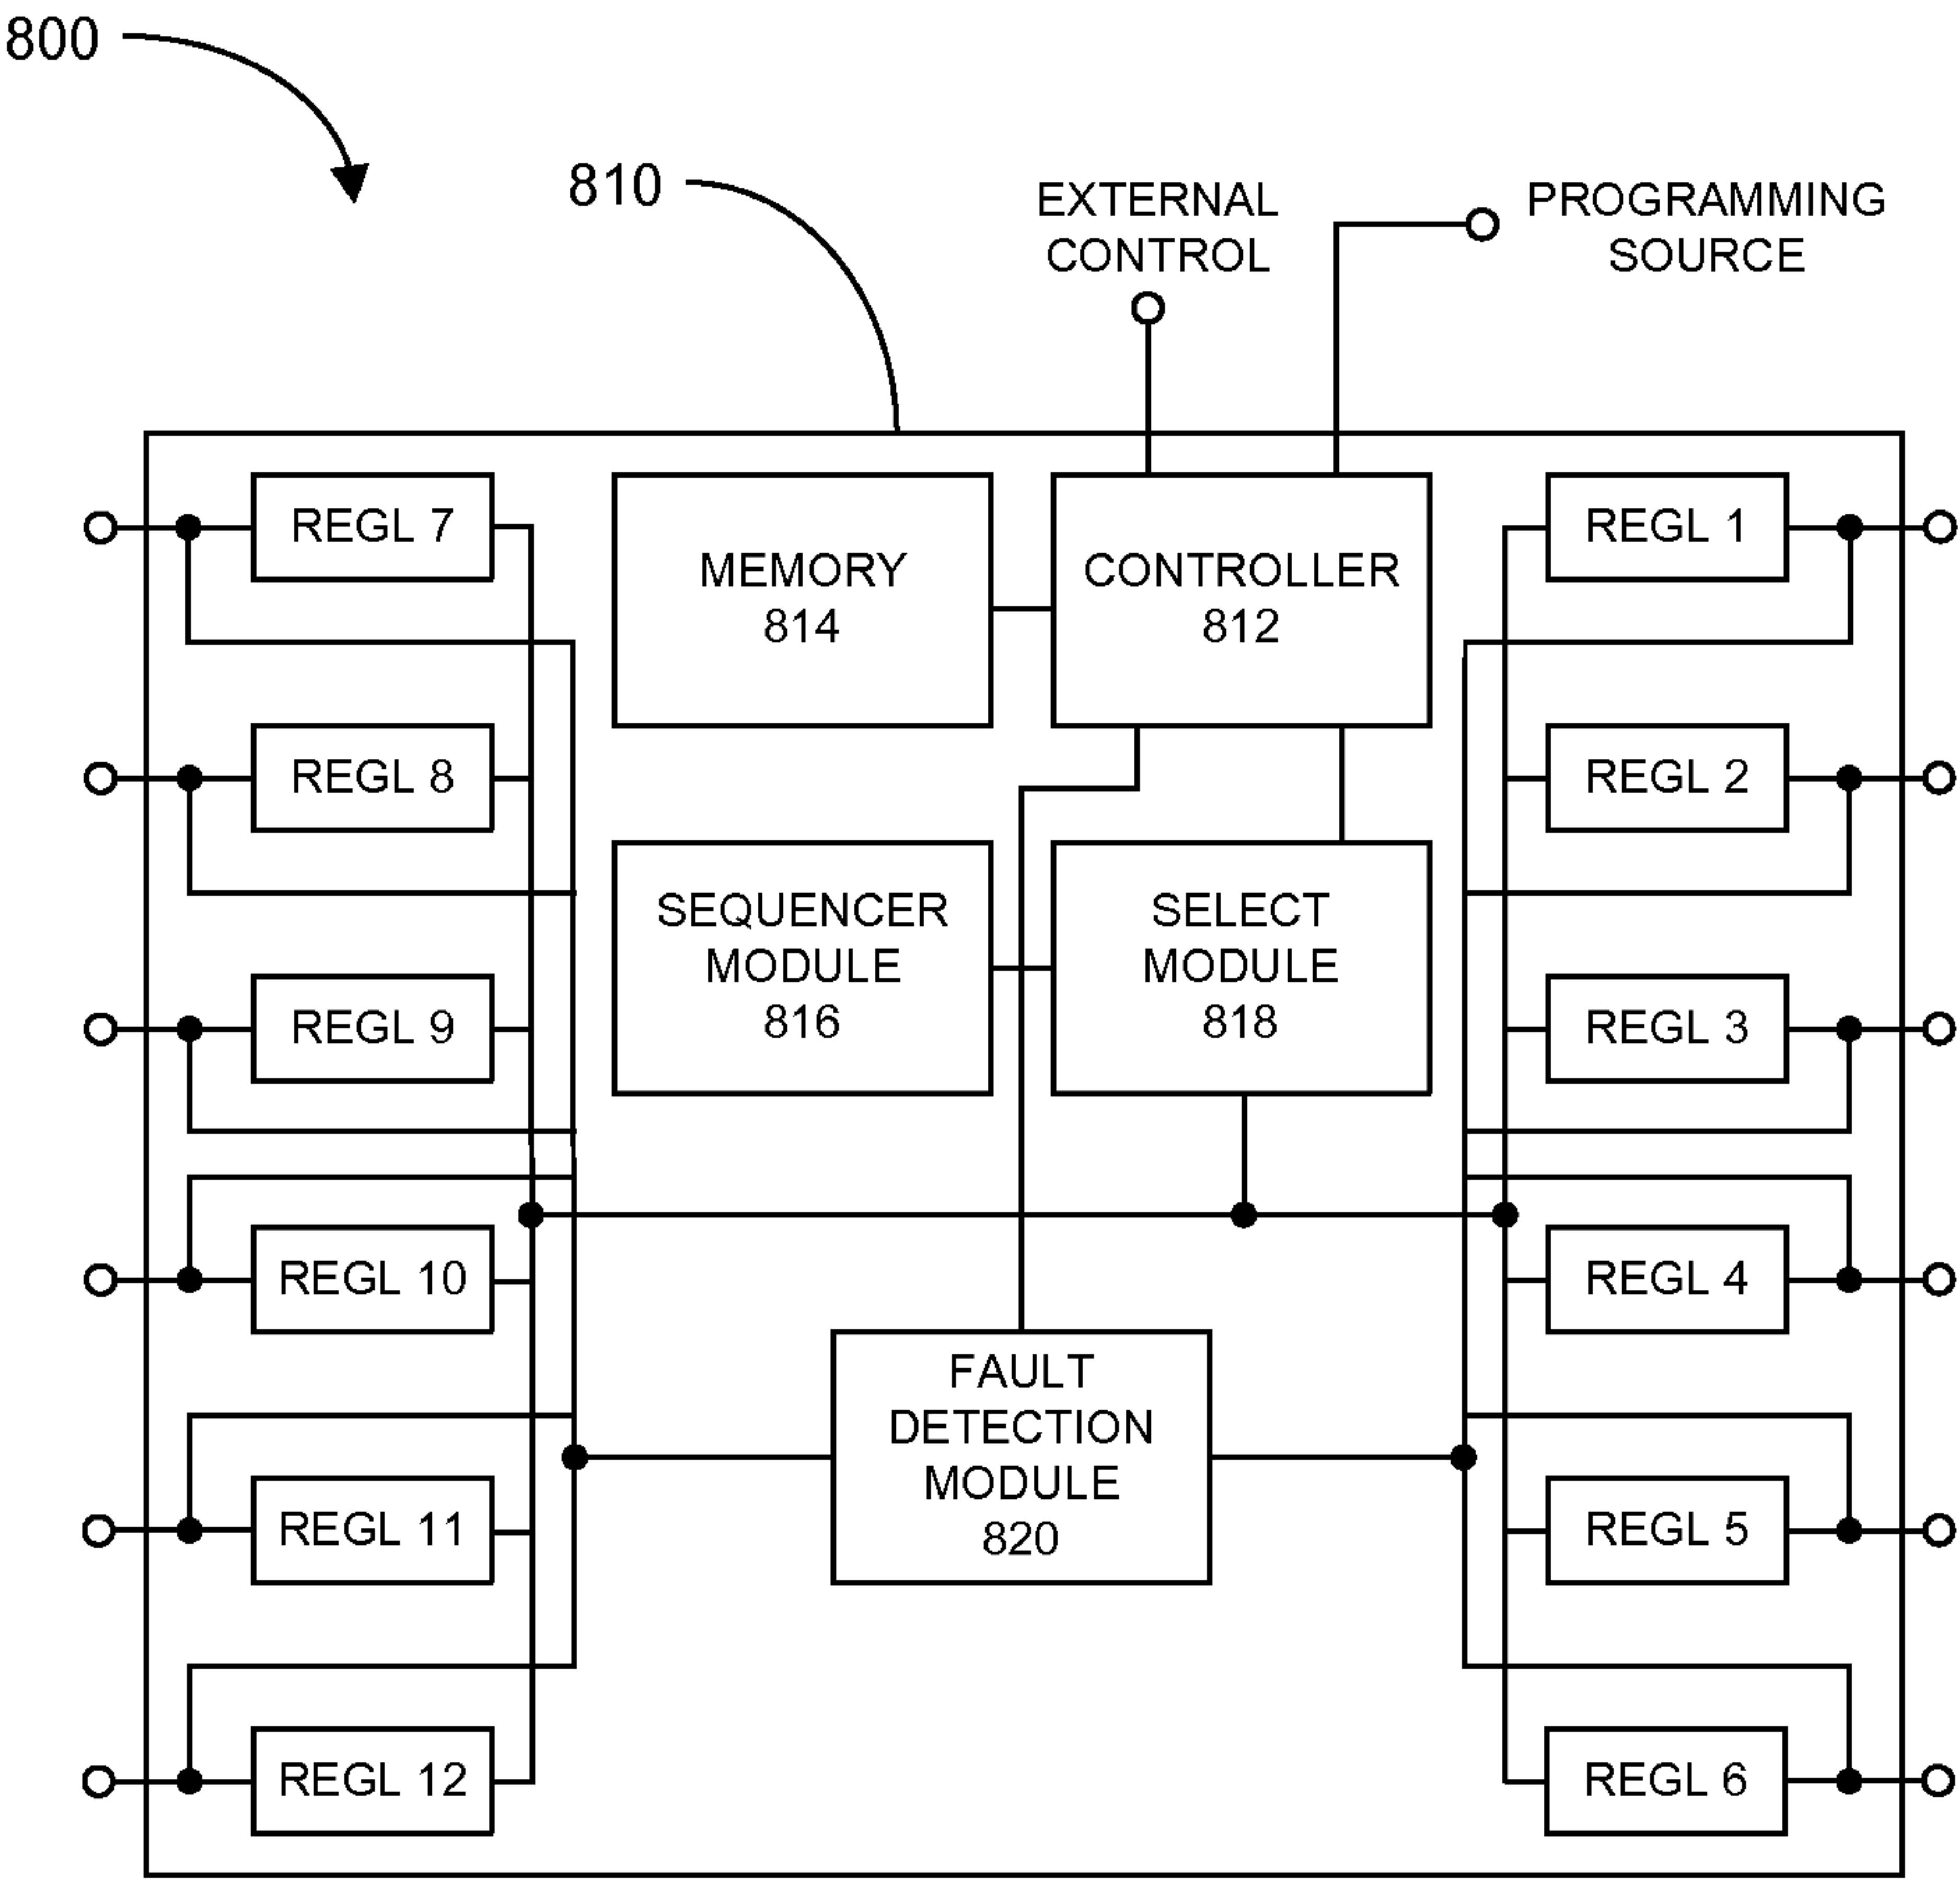 800
810
EXTERNAL
CONTROL
PROGRAMMING
SOURCE
REGL 7
MEMORY
814
CONTROLLER
812
REGL 1
REGL 8
REGL 2
SEQUENCER
MODULE
816
SELECT
MODULE
818
REGL 9
REGL 3
REGL 10
REGL 4
FAULT
DETECTION
MODULE
820
REGL 11
REGL 5
REGL 12
REGL 6